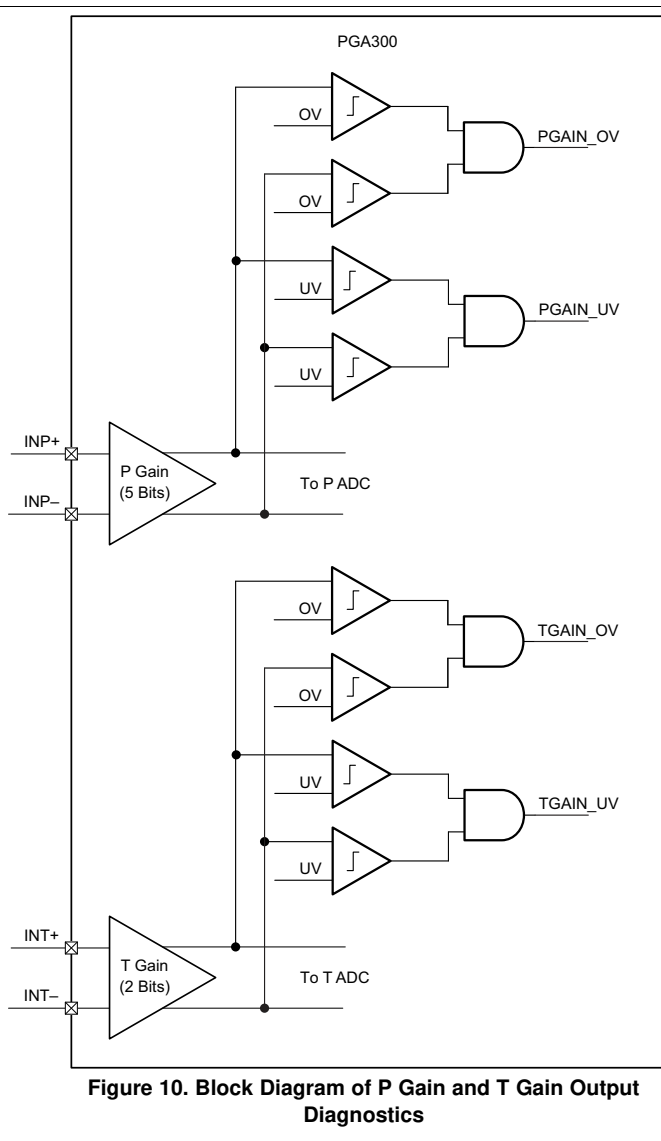 PGA300
OV
PGAIN_OV
OV
UV
PGAIN_UV
UV
INP+
P Gain
(5 Bits)
To P ADC
INP–
OV
TGAIN_OV
OV
UV
TGAIN_UV
UV
INT+
T Gain
(2 Bits)
To T ADC
INT–
Figure 10. Block Diagram of P Gain and T Gain Output
Diagnostics